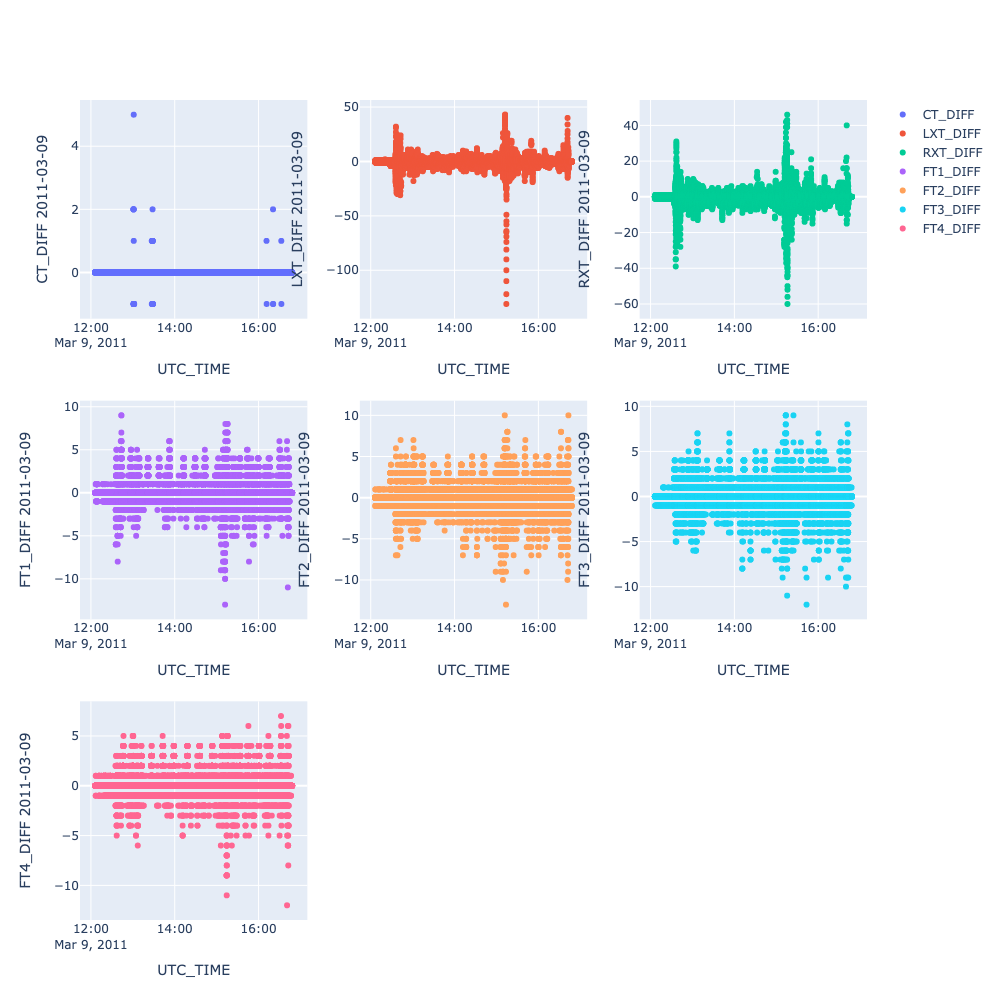 CT_DIFF 2011-03-09
4
2
0
12:00 14:00 16:00
Mar 9, 2011
UTC_TIME
LXT_DIFF 2011-03-09
50
0
−50
−100
12:00 14:00 16:00
Mar 9, 2011
UTC_TIME
RXT_DIFF 2011-03-09
40
20
0
−20
−40
−60
12:00 14:00 16:00
Mar 9, 2011
UTC_TIME
CT_DIFF
LXT_DIFF
RXT_DIFF
FT1_DIFF
FT2_DIFF
FT3_DIFF
FT4_DIFF
FT1_DIFF 2011-03-09
10
5
0
−5
−10
12:00 14:00 16:00
Mar 9, 2011
UTC_TIME
FT2_DIFF 2011-03-09
10
5
0
−5
−10
12:00 14:00 16:00
Mar 9, 2011
UTC_TIME
FT3_DIFF 2011-03-09
10
5
0
−5
−10
12:00 14:00 16:00
Mar 9, 2011
UTC_TIME
FT4_DIFF 2011-03-09
5
0
−5
−10
12:00 14:00 16:00
Mar 9, 2011
UTC_TIME